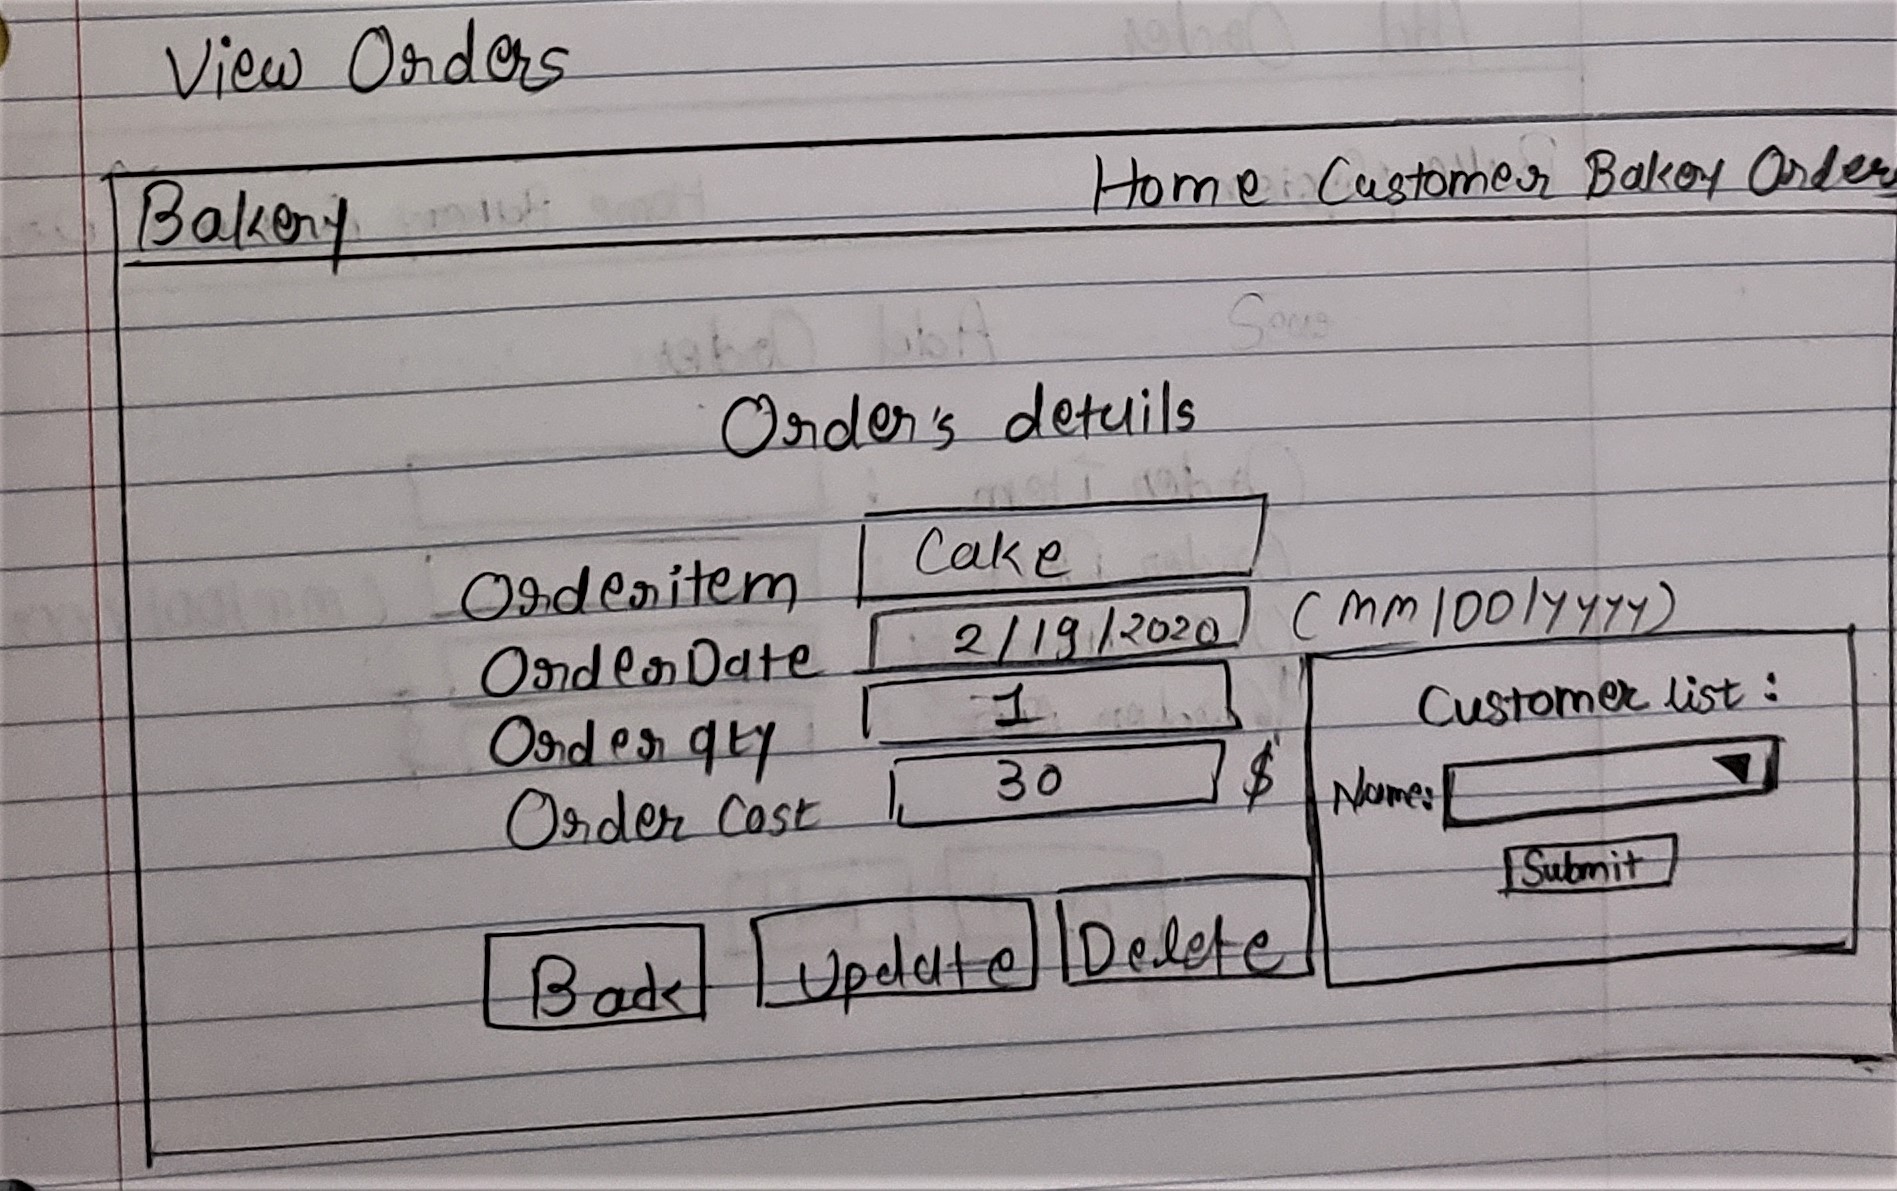 View Orders
Bakery Home Customer Bakery Order
Order's details
Orderitem Cake
OrderDate 2/19/2020 (MM/DD/YYYY)
Order qty 1
Order Cost 30 $
Customer list:
Name:
Submit
Back Update Delete